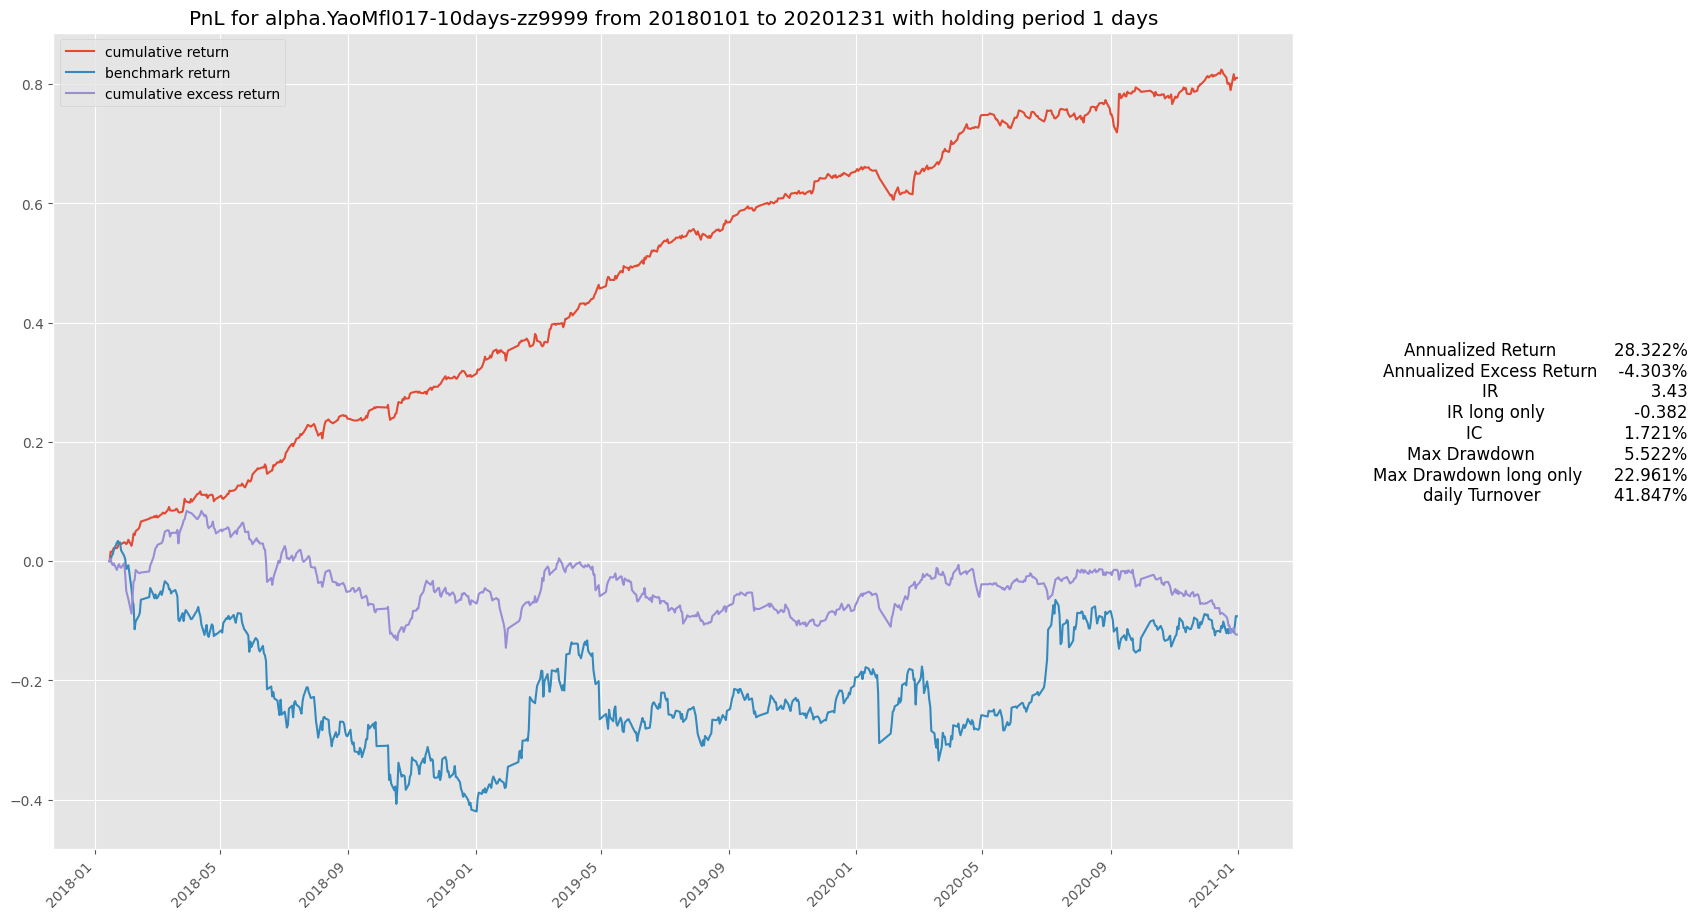 PnL for alpha.YaoMfl017-10days-zz9999 from 20180101 to 20201231 with holding period 1 days
cumulative return
benchmark return
cumulative excess return
0.8
0.6
0.4
0.2
0.0
−0.2
−0.4
2018-01
2018-05
2018-09
2019-01
2019-05
2019-09
2020-01
2020-05
2020-09
2021-01
Annualized Return 28.322%
Annualized Excess Return -4.303%
IR 3.43
IR long only -0.382
IC 1.721%
Max Drawdown 5.522%
Max Drawdown long only 22.961%
daily Turnover 41.847%